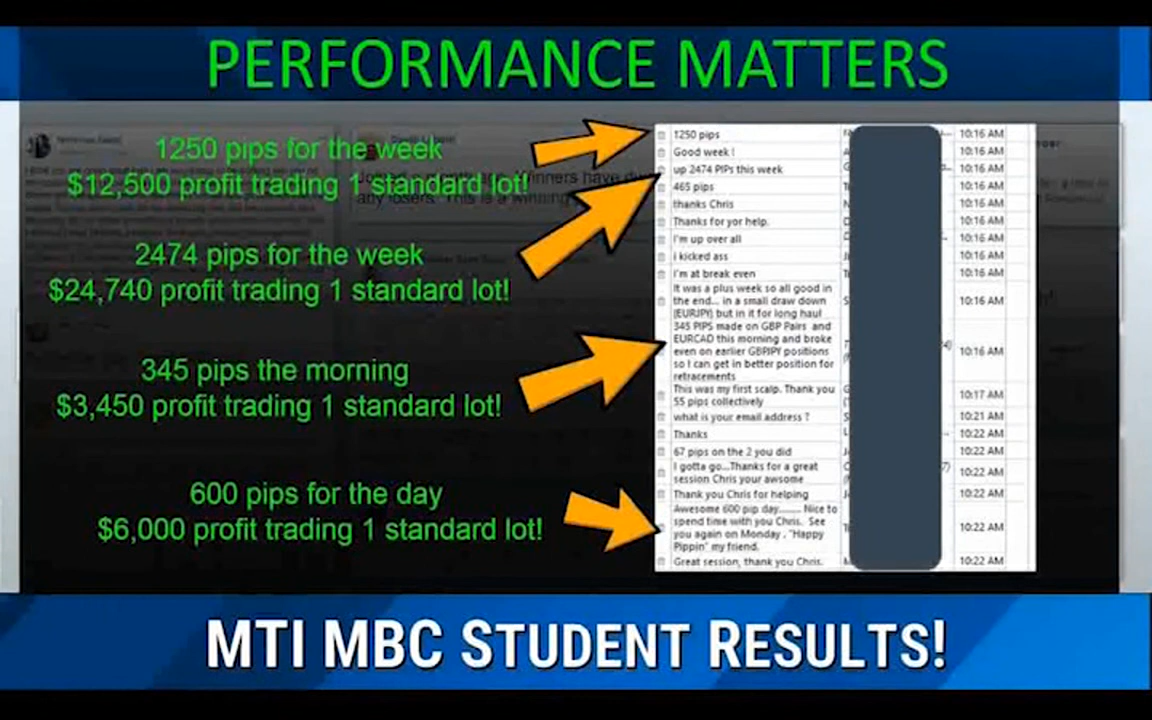 PERFORMANCE MATTERS
1250 pips for the week
$12,500 profit trading 1 standard lot!
2474 pips for the week
$24,740 profit trading 1 standard lot!
345 pips the morning
$3,450 profit trading 1 standard lot!
600 pips for the day
$6,000 profit trading 1 standard lot!
1250 pips 10:16 AM
Good week ! 10:16 AM
up 2474 PIPs this week 10:16 AM
465 pips 10:16 AM
thanks Chris 10:16 AM
Thanks for yor help. 10:16 AM
I'm up over all 10:16 AM
i kicked ass 10:16 AM
I'm at break even 10:16 AM
It was a plus week so all good in
the end... in a small draw down 10:16 AM
(EURJPY) but in it for long haul
345 PIPS made on GBP Pairs and
EURCAD this morning and broke
even on earlier GBPJPY positions 10:16 AM
so I can get in better position for
retracements
This was my first scalp. Thank you 10:17 AM
55 pips collectively
what is your email address ? 10:21 AM
Thanks 10:22 AM
67 pips on the 2 you did 10:22 AM
I gotta go...Thanks for a great 10:22 AM
session Chris your awsome
Thank you Chris for helping 10:22 AM
Awesome 600 pip day........ Nice to
spend time with you Chris. See 10:22 AM
you again on Monday . "Happy
Pippin" my friend.
Great session, thank you Chris. 10:22 AM
MTI MBC STUDENT RESULTS!